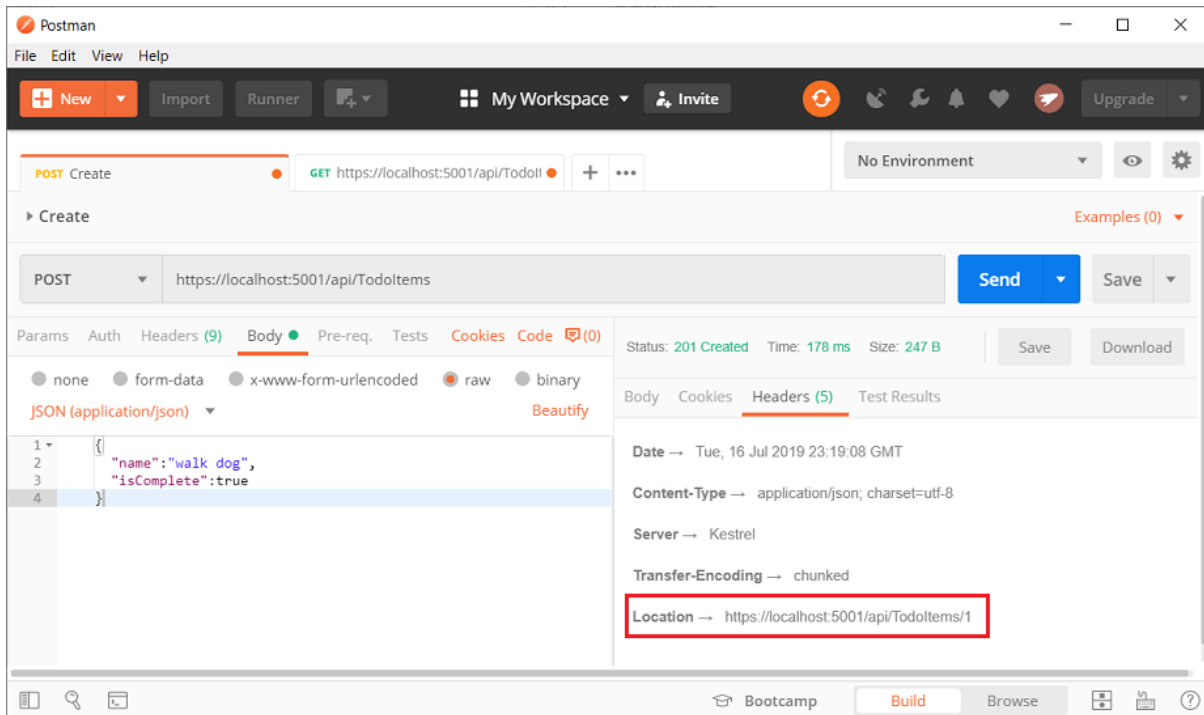 Postman
File Edit View Help
New Import Runner My Workspace Invite Upgrade
POST Create GET https://localhost:5001/api/TodoIt No Environment
Create Examples (0)
POST https://localhost:5001/api/TodoItems Send Save
Params Auth Headers (9) Body Pre-req. Tests Cookies Code (0)
Status: 201 Created Time: 178 ms Size: 247 B Save Download
none form-data x-www-form-urlencoded raw binary
JSON (application/json) Beautify
1 {
2 "name":"walk dog",
3 "isComplete":true
4 }
Body Cookies Headers (5) Test Results
Date → Tue, 16 Jul 2019 23:19:08 GMT
Content-Type → application/json; charset=utf-8
Server → Kestrel
Transfer-Encoding → chunked
Location → https://localhost:5001/api/TodoItems/1
Bootcamp Build Browse